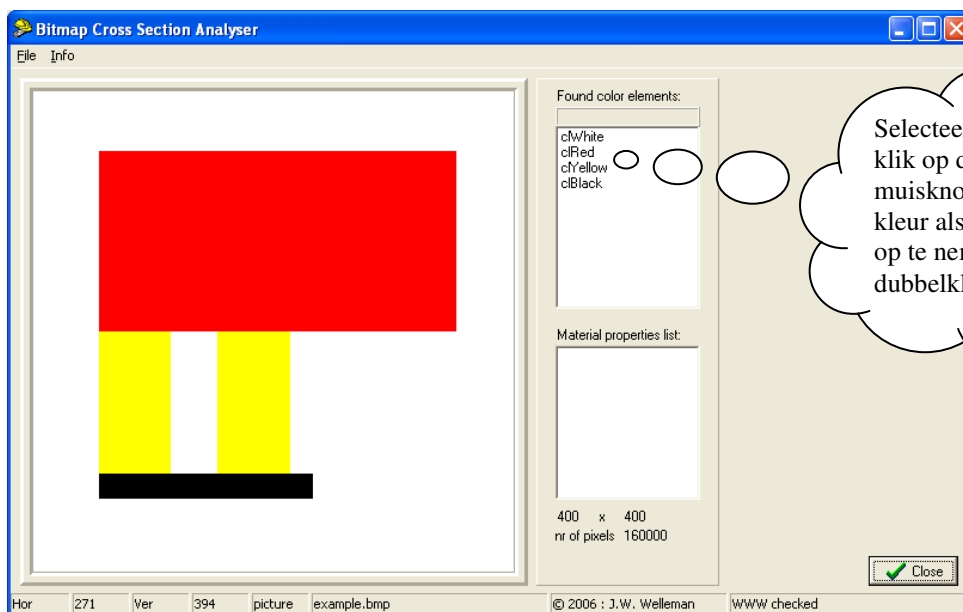 Bitmap Cross Section Analyser
File Info
Found color elements:
clWhite
clRed
clYellow
clBlack
Selectee
klik op d
muiskno
kleur als
op te ner
dubbelkl
Material properties list:
400 x 400
nr of pixels 160000
Close
Hor 271 Ver 394 picture example.bmp © 2006 : J.W. Welleman WWW checked